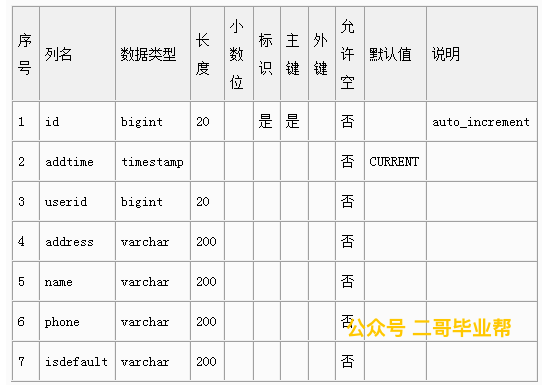 序号 列名 数据类型 长度 小数位 标识 主键 外键 允许空 默认值 说明
1 id bigint 20 是 是 否 auto_increment
2 addtime timestamp 否 CURRENT
3 userid bigint 20 否
4 address varchar 200 否
5 name varchar 200 否
6 phone varchar 200 否
公众号 二哥毕业帮
7 isdefault varchar 200 否